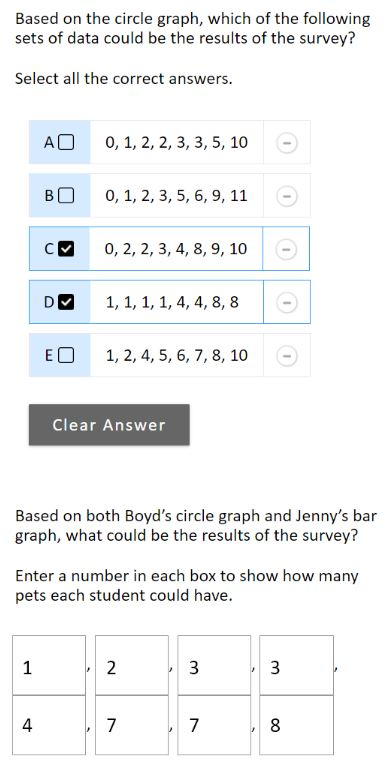 Based on the circle graph, which of the following
sets of data could be the results of the survey?
Select all the correct answers.
A 0, 1, 2, 2, 3, 3, 5, 10
B 0, 1, 2, 3, 5, 6, 9, 11
C 0, 2, 2, 3, 4, 8, 9, 10
D 1, 1, 1, 1, 4, 4, 8, 8
E 1, 2, 4, 5, 6, 7, 8, 10
Clear Answer
Based on both Boyd's circle graph and Jenny's bar
graph, what could be the results of the survey?
Enter a number in each box to show how many
pets each student could have.
1, 2, 3, 3,
4, 7, 7, 8